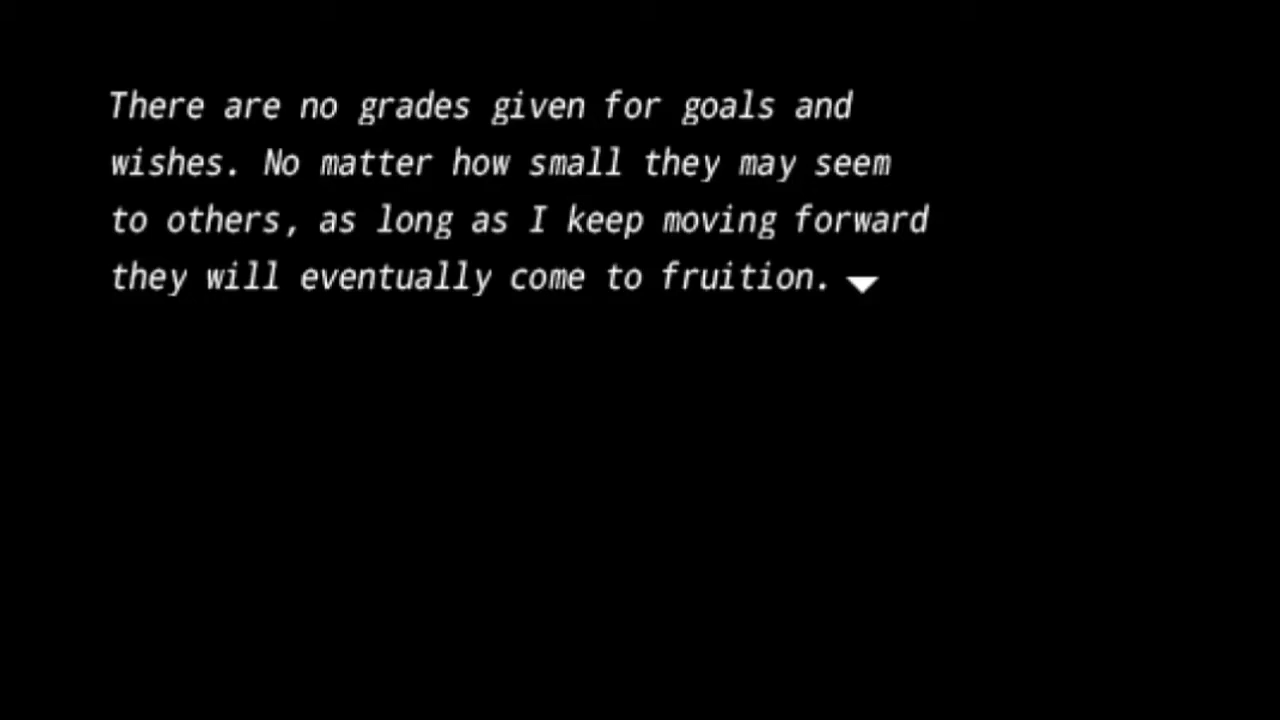 There are no grades given for goals and
wishes. No matter how small they may seem
to others, as long as I keep moving forward
they will eventually come to fruition.